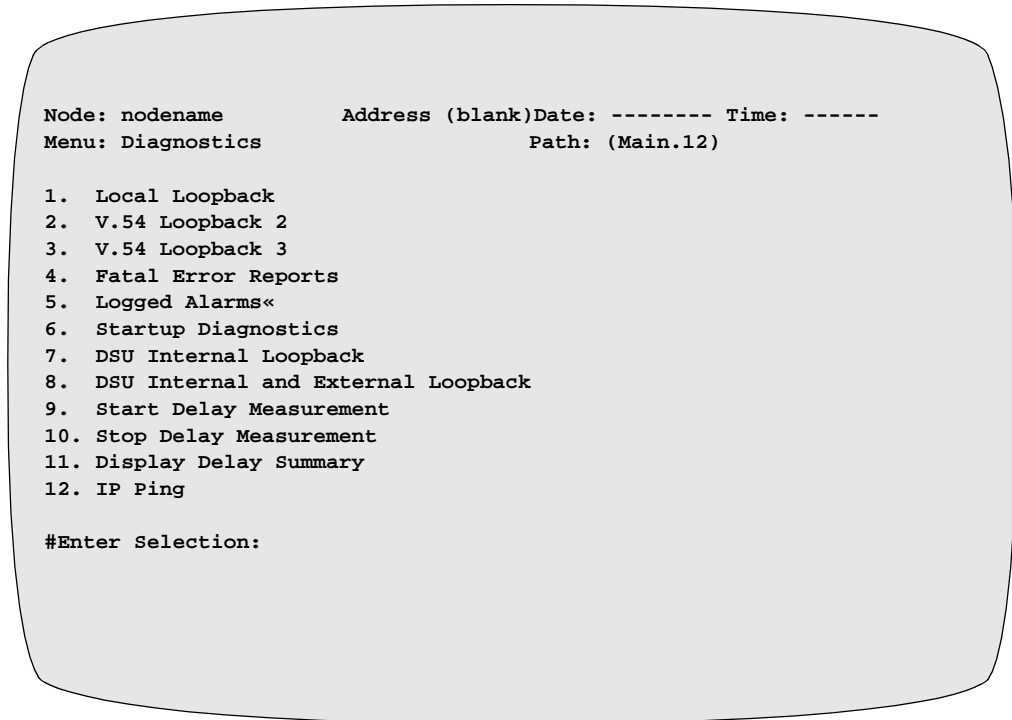 Node: nodename Address (blank)Date: -------- Time: ------
Menu: Diagnostics Path: (Main.12)
1. Local Loopback
2. V.54 Loopback 2
3. V.54 Loopback 3
4. Fatal Error Reports
5. Logged Alarms«
6. Startup Diagnostics
7. DSU Internal Loopback
8. DSU Internal and External Loopback
9. Start Delay Measurement
10. Stop Delay Measurement
11. Display Delay Summary
12. IP Ping
#Enter Selection: